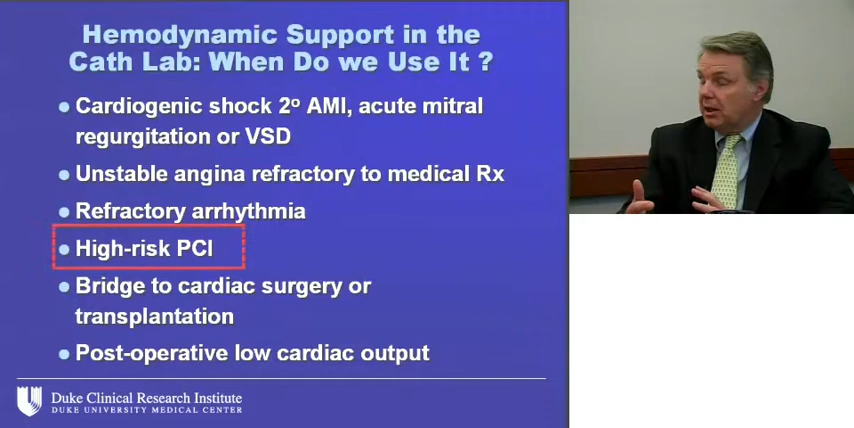 Hemodynamic Support in the
Cath Lab: When Do we Use It ?
● Cardiogenic shock 2º AMI, acute mitral
regurgitation or VSD
● Unstable angina refractory to medical Rx
● Refractory arrhythmia
● High-risk PCI
● Bridge to cardiac surgery or
transplantation
● Post-operative low cardiac output
Duke Clinical Research Institute
DUKE UNIVERSITY MEDICAL CENTER